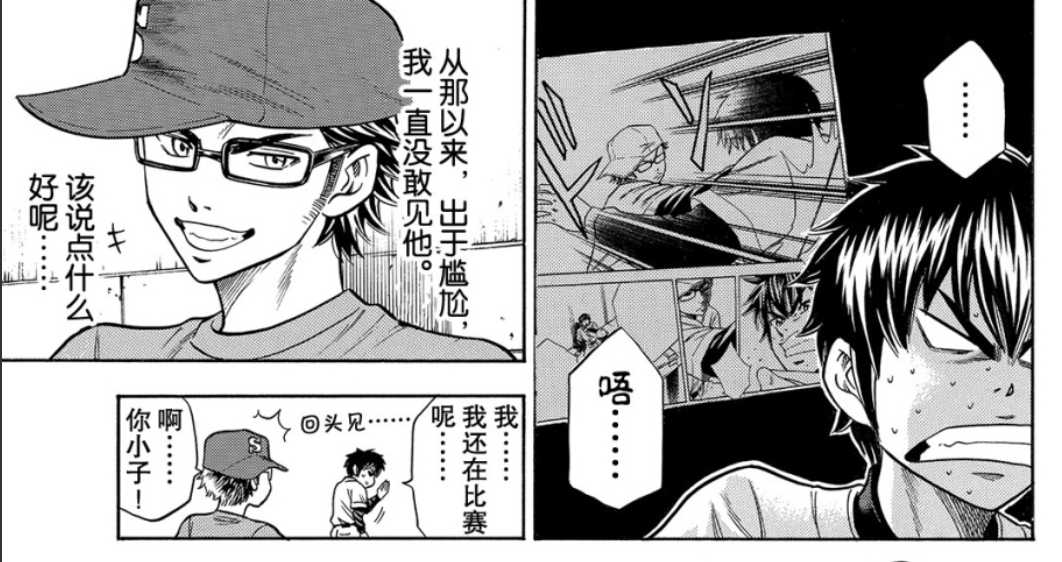 ……
唔……
从那以来，出于尴尬，
我一直没敢见他。
该说点什么
好呢……
我……
我还在比赛
呢……
回头见……
S
啊……
你小子！